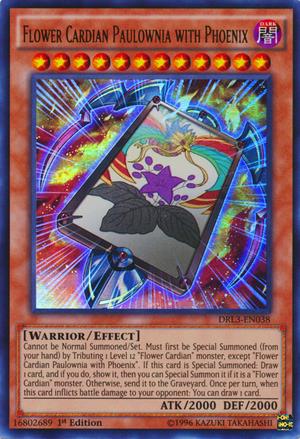 FLOWER CARDIAN PAULOWNIA WITH PHOENIX
DARK
闇
DRL3-EN038
[WARRIOR/EFFECT]
Cannot be Normal Summoned/Set. Must first be Special Summoned (from
your hand) by Tributing 1 Level 12 "Flower Cardian" monster, except "Flower
Cardian Paulownia with Phoenix". If this card is Special Summoned: Draw
1 card, and if you do, show it, then you can Special Summon it if it is a "Flower
Cardian" monster. Otherwise, send it to the Graveyard. Once per turn, when
this card inflicts battle damage to your opponent: You can draw 1 card.
ATK/2000 DEF/2000
16802689 1st Edition ©1996 KAZUKI TAKAHASHI